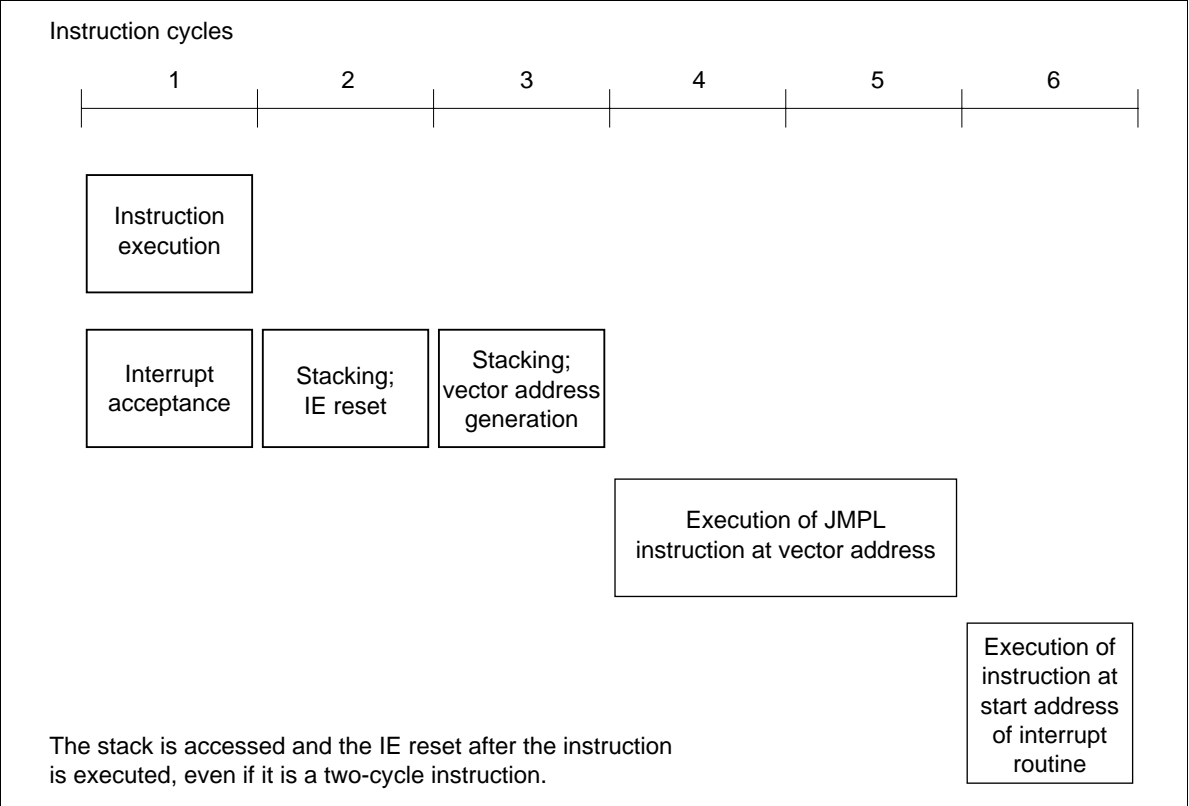 Instruction cycles
1 2 3 4 5 6
Instruction
execution
Interrupt
acceptance
Stacking;
IE reset
Stacking;
vector address
generation
Execution of JMPL
instruction at vector address
Execution of
instruction at
start address
of interrupt
routine
The stack is accessed and the IE reset after the instruction
is executed, even if it is a two-cycle instruction.